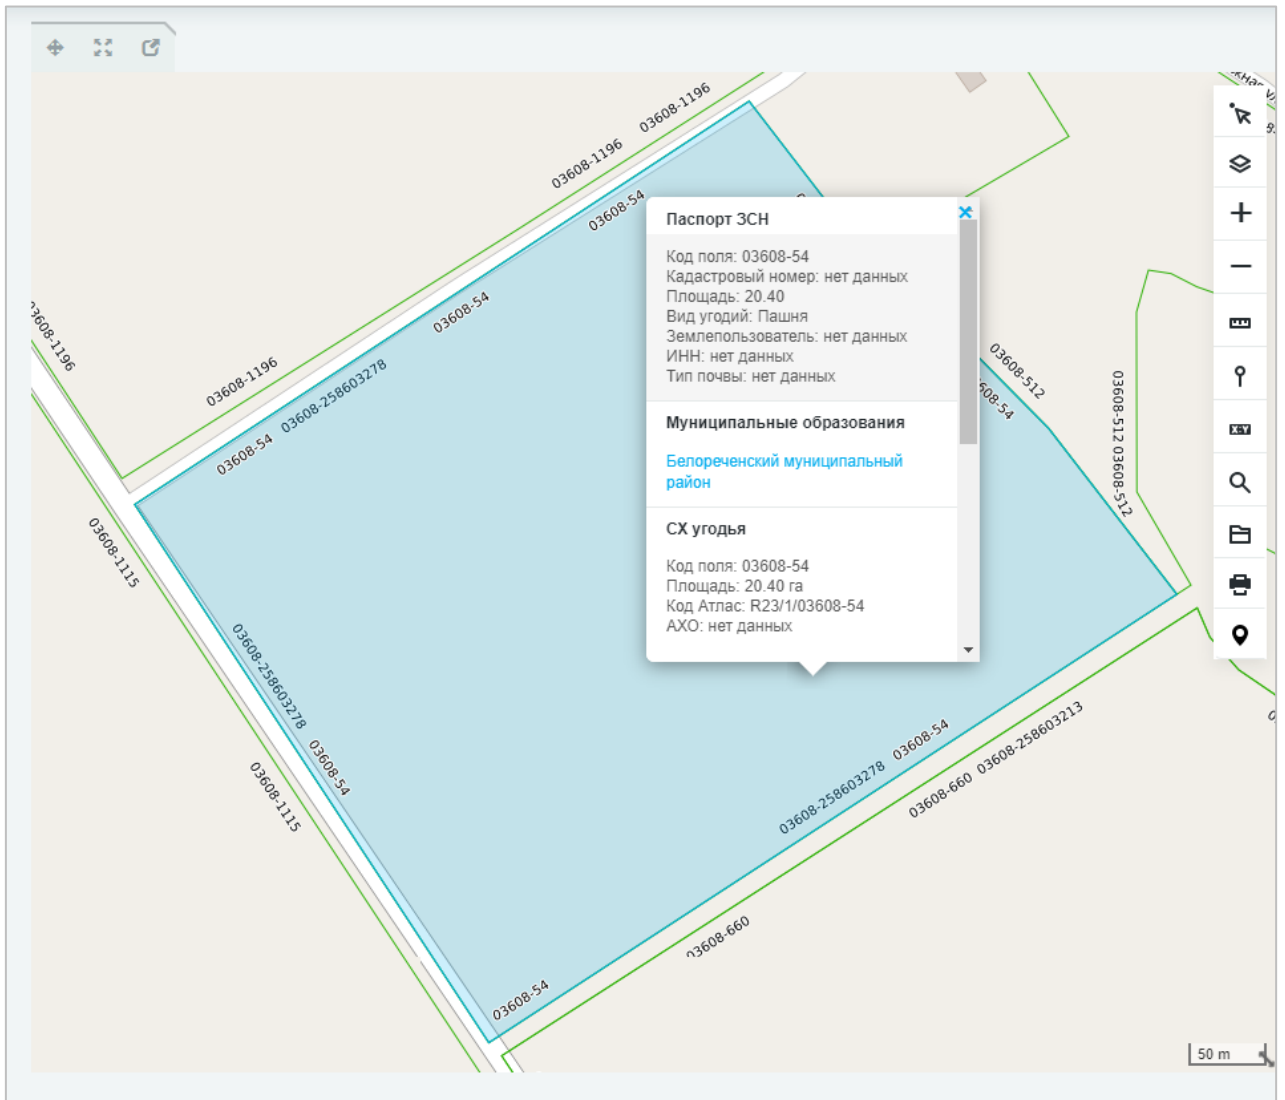 03608-1196
03608-1196
03608-54
03608-54
03608-1196
03608-1196
03608-258603278
03608-54
03608-1115
03608-258603278
03608-54
03608-1115
03608-54
03608-660
03608-258603278
03608-54
03608-660
03608-258603213
03608-512
03608-54
03608-512 03608-512
Паспорт ЗСН
Код поля: 03608-54
Кадастровый номер: нет данных
Площадь: 20.40
Вид угодий: Пашня
Землепользователь: нет данных
ИНН: нет данных
Тип почвы: нет данных
Муниципальные образования
Белореченский муниципальный
район
СХ угодья
Код поля: 03608-54
Площадь: 20.40 га
Код Атлас: R23/1/03608-54
АХО: нет данных
50 m